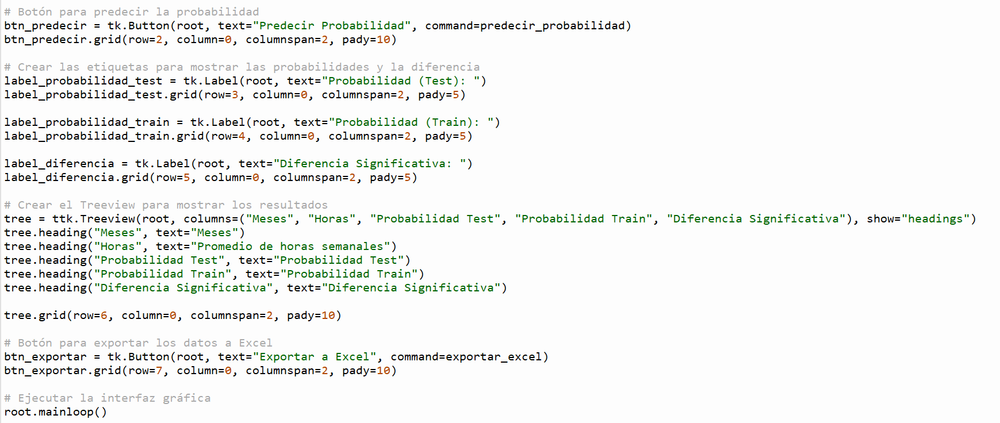 # Botón para predecir la probabilidad
btn_predecir = tk.Button(root, text="Predecir Probabilidad", command=predecir_probabilidad)
btn_predecir.grid(row=2, column=0, columnspan=2, pady=10)
# Crear las etiquetas para mostrar las probabilidades y la diferencia
label_probabilidad_test = tk.Label(root, text="Probabilidad (Test): ")
label_probabilidad_test.grid(row=3, column=0, columnspan=2, pady=5)
label_probabilidad_train = tk.Label(root, text="Probabilidad (Train): ")
label_probabilidad_train.grid(row=4, column=0, columnspan=2, pady=5)
label_diferencia = tk.Label(root, text="Diferencia Significativa: ")
label_diferencia.grid(row=5, column=0, columnspan=2, pady=5)
# Crear el Treeview para mostrar los resultados
tree = ttk.Treeview(root, columns=("Meses", "Horas", "Probabilidad Test", "Probabilidad Train", "Diferencia Significativa"), show="headings")
tree.heading("Meses", text="Meses")
tree.heading("Horas", text="Promedio de horas semanales")
tree.heading("Probabilidad Test", text="Probabilidad Test")
tree.heading("Probabilidad Train", text="Probabilidad Train")
tree.heading("Diferencia Significativa", text="Diferencia Significativa")
tree.grid(row=6, column=0, columnspan=2, pady=10)
# Botón para exportar los datos a Excel
btn_exportar = tk.Button(root, text="Exportar a Excel", command=exportar_excel)
btn_exportar.grid(row=7, column=0, columnspan=2, pady=10)
# Ejecutar la interfaz gráfica
root.mainloop()